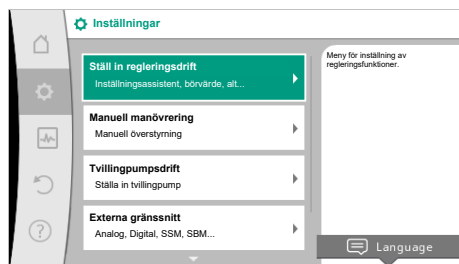 Inställningar
Ställ in regleringsdrift
Inställningsassistent, börvärde, alt...
Manuell manövrering
Manuell överstyrning
Tvillingpumpsdrift
Ställa in tvillingpump
Externa gränssnitt
Analog, Digital, SSM, SBM...
Meny för inställning av
regleringsfunktioner.
Language